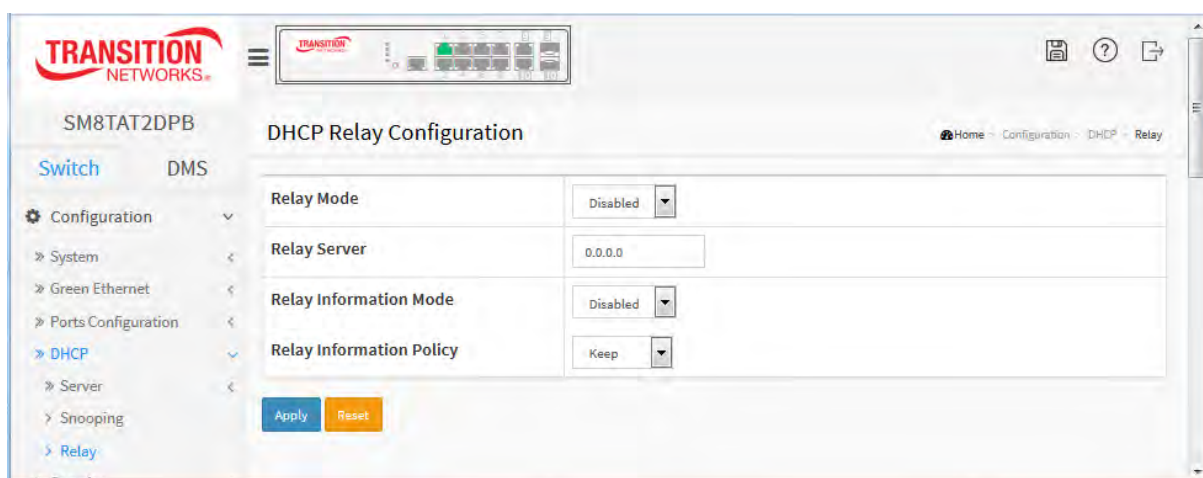 TRANSITION
NETWORKS®
TRANSITION
SM8TAT2DPB
Switch DMS
Configuration
System
Green Ethernet
Ports Configuration
DHCP
Server
Snooping
Relay
DHCP Relay Configuration
Home - Configuration - DHCP - Relay
Relay Mode Disabled
Relay Server 0.0.0.0
Relay Information Mode Disabled
Relay Information Policy Keep
Apply Reset